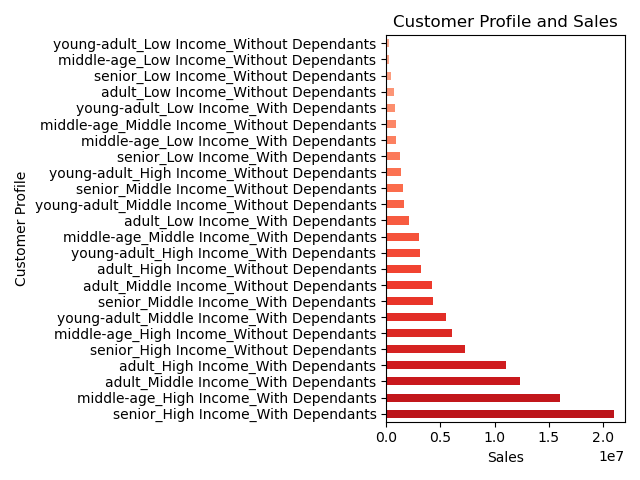 Customer Profile and Sales
young-adult_Low Income_Without Dependants
middle-age_Low Income_Without Dependants
senior_Low Income_Without Dependants
adult_Low Income_Without Dependants
young-adult_Low Income_With Dependants
middle-age_Middle Income_Without Dependants
middle-age_Low Income_With Dependants
senior_Low Income_With Dependants
young-adult_High Income_Without Dependants
senior_Middle Income_Without Dependants
young-adult_Middle Income_Without Dependants
adult_Low Income_With Dependants
middle-age_Middle Income_With Dependants
young-adult_High Income_With Dependants
adult_High Income_Without Dependants
adult_Middle Income_Without Dependants
senior_Middle Income_With Dependants
young-adult_Middle Income_With Dependants
middle-age_High Income_Without Dependants
senior_High Income_Without Dependants
adult_High Income_With Dependants
adult_Middle Income_With Dependants
middle-age_High Income_With Dependants
senior_High Income_With Dependants
Customer Profile
0.0 0.5 1.0 1.5 2.0
1e7
Sales